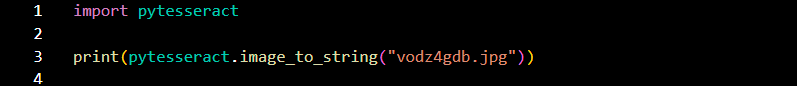 1 import pytesseract
2
3 print(pytesseract.image_to_string("vodz4gdb.jpg"))
4